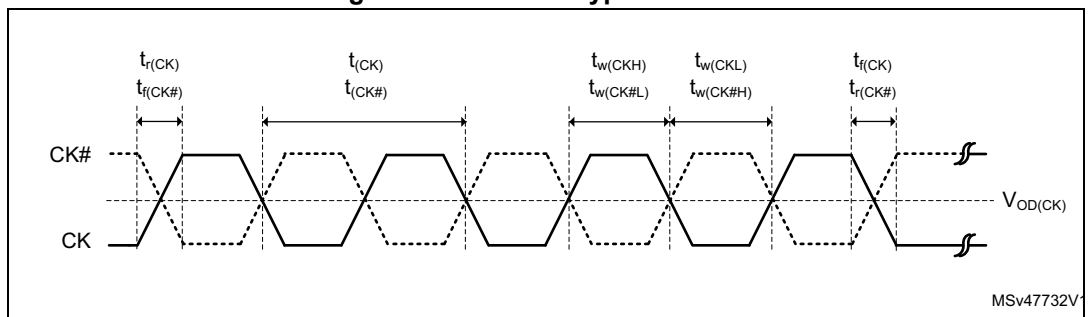 t_r(CK)
t_f(CK#)
t_(CK)
t_(CK#)
t_w(CKH)
t_w(CK#L)
t_w(CKL)
t_w(CK#H)
t_f(CK)
t_r(CK#)
CK#
V_OD(CK)
CK
MSv47732V1